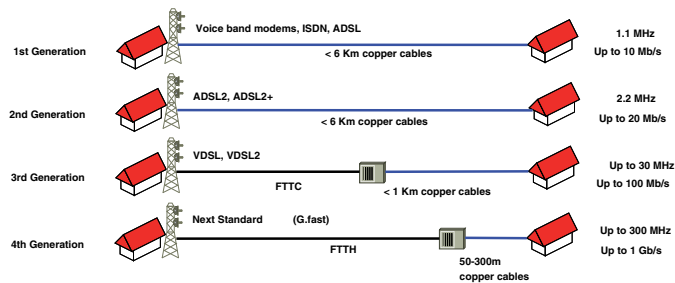 Voice band modems, ISDN, ADSL
1st Generation
< 6 Km copper cables
1.1 MHz
Up to 10 Mb/s
ADSL2, ADSL2+
2nd Generation
< 6 Km copper cables
2.2 MHz
Up to 20 Mb/s
VDSL, VDSL2
3rd Generation
FTTC
< 1 Km copper cables
Up to 30 MHz
Up to 100 Mb/s
Next Standard (G.fast)
4th Generation
FTTH
50-300m
copper cables
Up to 300 MHz
Up to 1 Gb/s